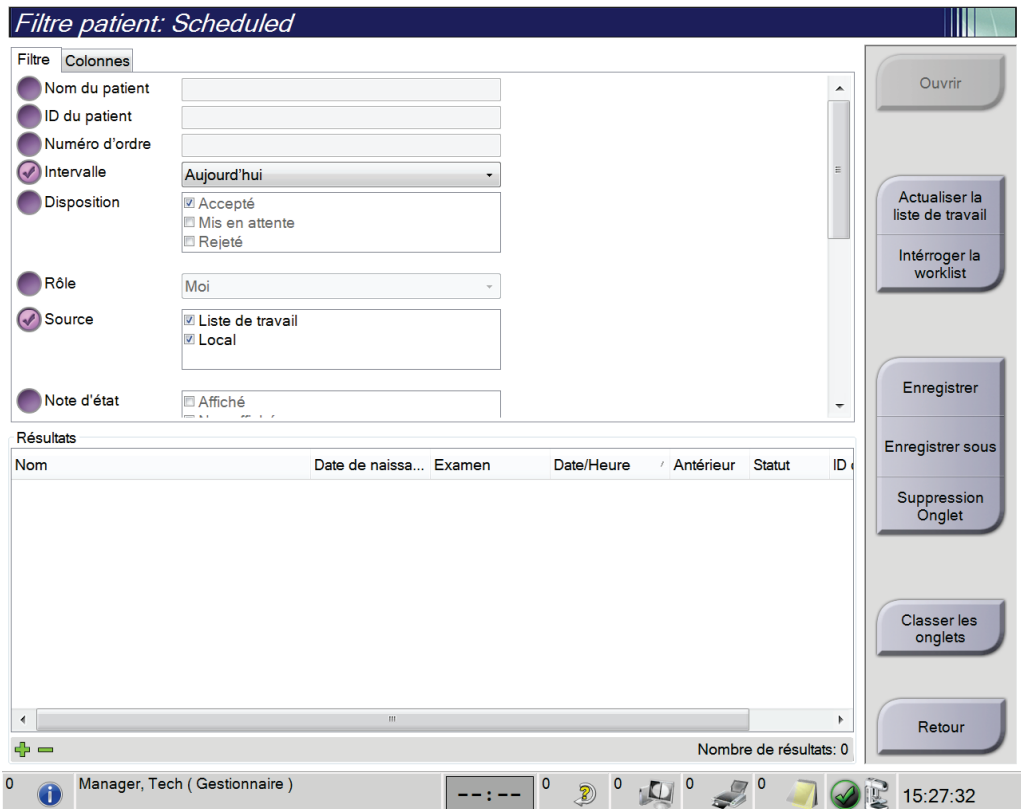 Filtre patient: Scheduled
Filtre Colonnes
Nom du patient
ID du patient
Numéro d'ordre
Intervalle Aujourd'hui
Disposition Accepté
Mis en attente
Rejeté
Rôle Moi
Source Liste de travail
Local
Note d'état Affiché
Résultats
Nom Date de naissa... Examen Date/Heure Antérieur Statut ID
Nombre de résultats: 0
Ouvrir
Actualiser la
liste de travail
Intérroger la
worklist
Enregistrer
Enregistrer sous
Suppression
Onglet
Classer les
onglets
Retour
0 Manager, Tech ( Gestionnaire ) --:-- 0 0 0 0 15:27:32